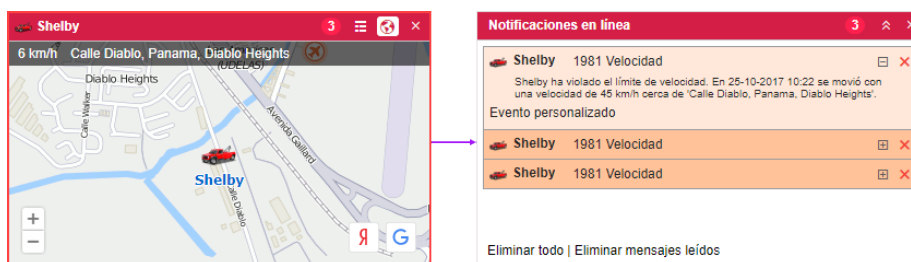 Shelby 3
6 km/h Calle Diablo, Panama, Diablo Heights
(UDELAS)
Diablo Heights
Calle Walker
Avenida Gaillard
Shelby
Calle Diablo
+
−
Я G
Notificaciones en línea 3
Shelby 1981 Velocidad
Shelby ha violado el límite de velocidad. En 25-10-2017 10:22 se movió con
una velocidad de 45 km/h cerca de 'Calle Diablo, Panama, Diablo Heights'.
Evento personalizado
Shelby 1981 Velocidad
Shelby 1981 Velocidad
Eliminar todo | Eliminar mensajes leídos